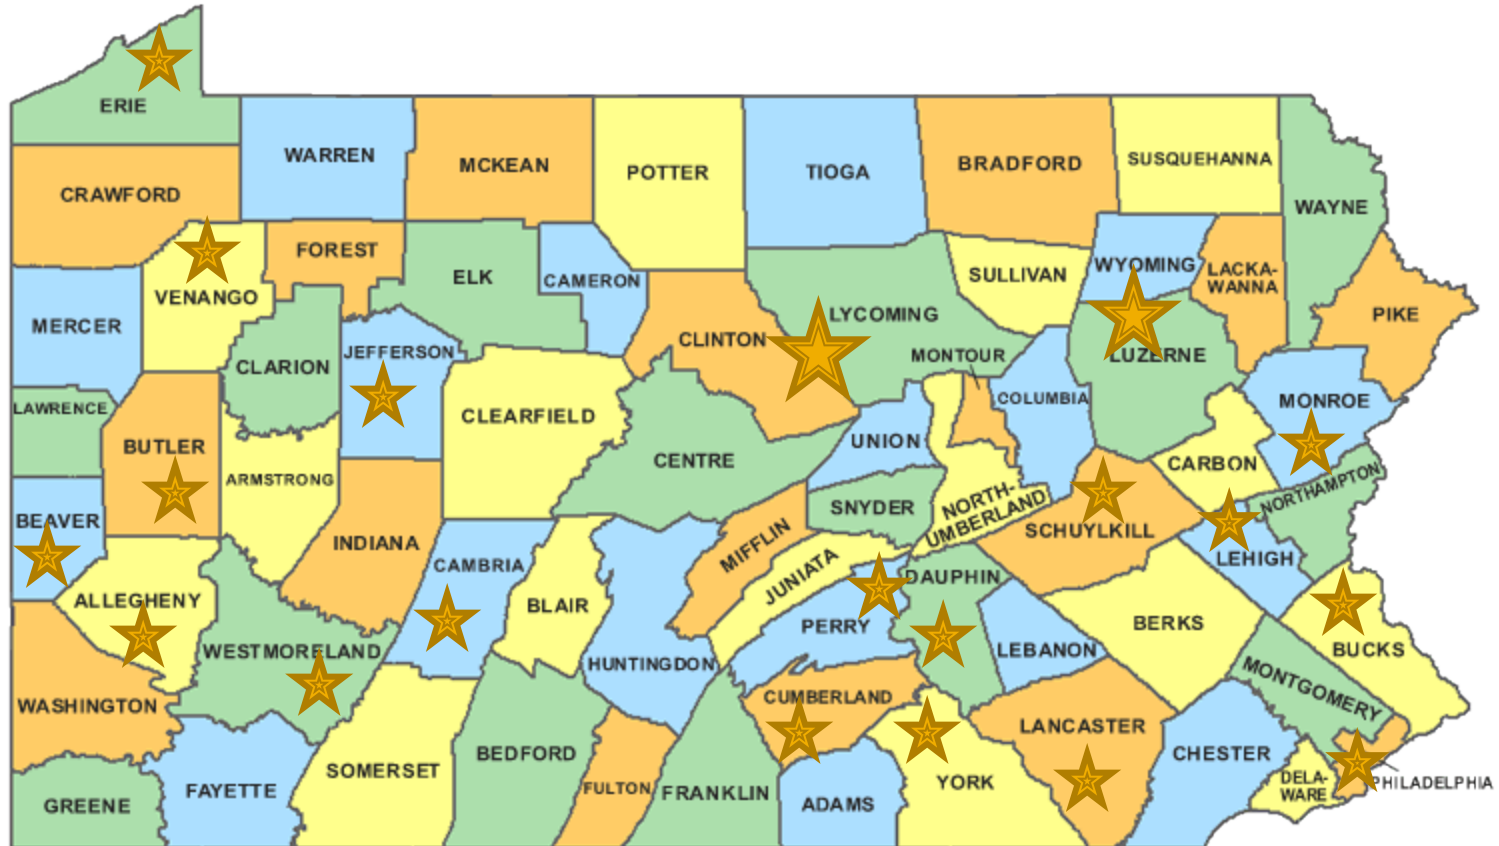 ERIE
WARREN
MCKEAN
POTTER
TIOGA
BRADFORD
SUSQUEHANNA
WAYNE
CRAWFORD
FOREST
ELK
CAMERON
SULLIVAN
WYOMING
LACKA-
WANNA
VENANGO
MERCER
CLARION
JEFFERSON
CLINTON
LYCOMING
MONTOUR
LUZERNE
PIKE
LAWRENCE
BUTLER
CLEARFIELD
CENTRE
UNION
COLUMBIA
MONROE
ARMSTRONG
CARBON
NORTHAMPTON
BEAVER
INDIANA
CAMBRIA
MIFFLIN
SNYDER
NORTH-
UMBERLAND
SCHUYLKILL
LEHIGH
ALLEGHENY
BLAIR
JUNIATA
DAUPHIN
PERRY
BERKS
BUCKS
WESTMORELAND
HUNTINGDON
LEBANON
MONTGOMERY
WASHINGTON
CUMBERLAND
LANCASTER
CHESTER
GREENE
FAYETTE
SOMERSET
BEDFORD
FULTON
FRANKLIN
ADAMS
YORK
DELA-
WARE
PHILADELPHIA